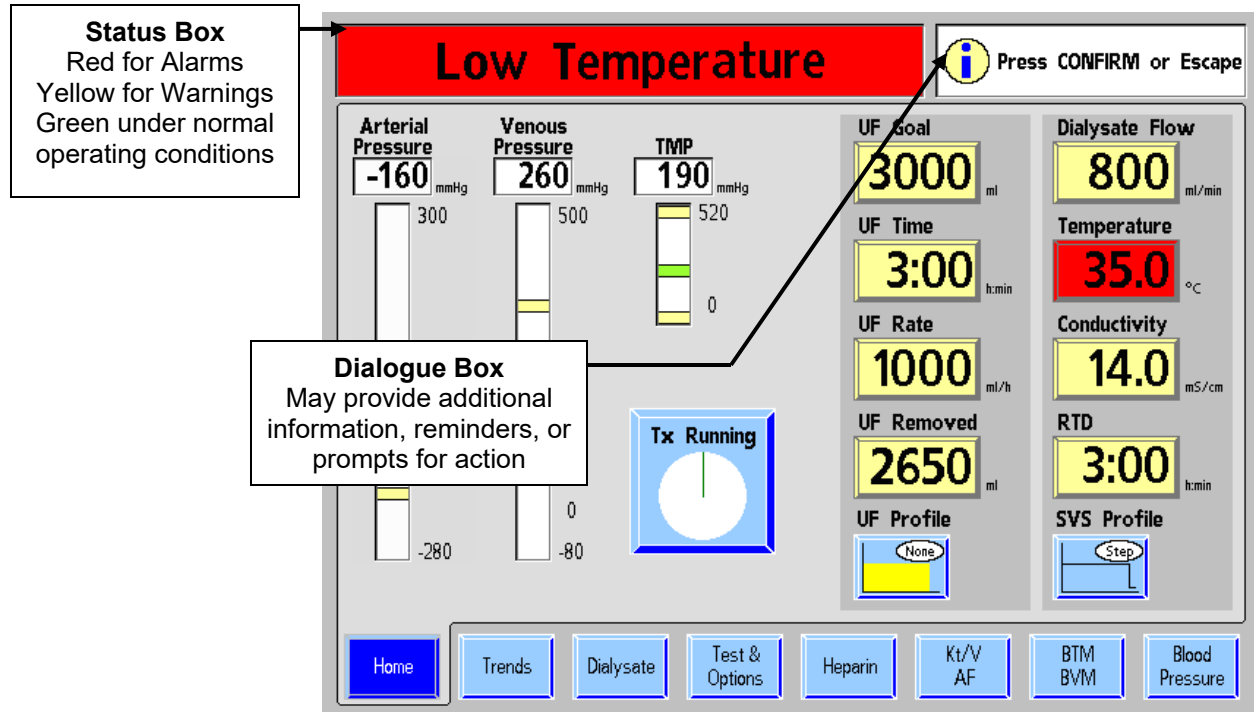 Status Box
Red for Alarms
Yellow for Warnings
Green under normal
operating conditions
Low Temperature
i
Press CONFIRM or Escape
Arterial
Pressure
-160 mmHg
300
-280
Venous
Pressure
260 mmHg
500
0
-80
TMP
190 mmHg
520
0
Dialogue Box
May provide additional
information, reminders, or
prompts for action
Tx Running
UF Goal
3000 ml
UF Time
3:00 h:min
UF Rate
1000 ml/h
UF Removed
2650 ml
UF Profile
None
Dialysate Flow
800 ml/min
Temperature
35.0 °C
Conductivity
14.0 mS/cm
RTD
3:00 h:min
SVS Profile
Step
Home
Trends
Dialysate
Test &
Options
Heparin
Kt/V
AF
BTM
BVM
Blood
Pressure